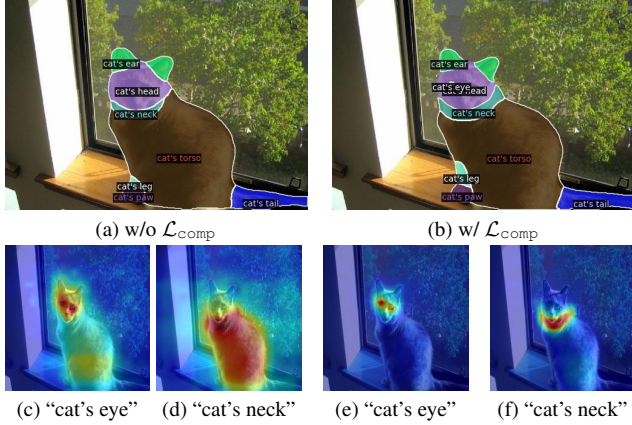 cat's ear
cat's head
cat's neck
cat's torso
cat's leg
cat's paw
cat's tail
cat's ear
cat's eye
cat's head
cat's neck
cat's torso
cat's leg
cat's paw
cat's tail
(a) w/o ℒcomp
(b) w/ ℒcomp
(c) “cat’s eye”
(d) “cat’s neck”
(e) “cat’s eye”
(f) “cat’s neck”